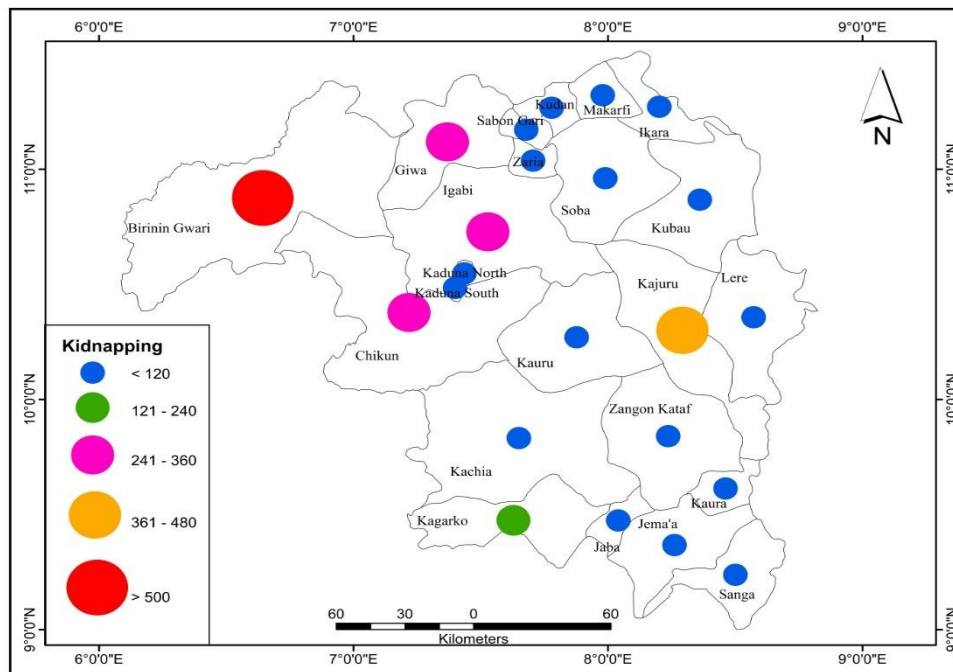 6°0'0"E 7°0'0"E 8°0'0"E 9°0'0"E
N
Kudan
Makarfi
Sabon Gari
Ikara
Zaria
Giwa
11°0'0"N
11°0'0"N
Igabi
Soba
Birinin Gwari
Kubau
Kaduna North
Kajuru
Lere
Kaduna South
Chikun
Kauru
10°0'0"N
10°0'0"N
Zangon Kataf
Kachia
Kaura
Kagarko
Jema'a
Jaba
Sanga
Kidnapping
< 120
121 - 240
241 - 360
361 - 480
> 500
60 30 0 60
Kilometers
9°0'0"N
9°0'0"N
6°0'0"E 7°0'0"E 8°0'0"E 9°0'0"E